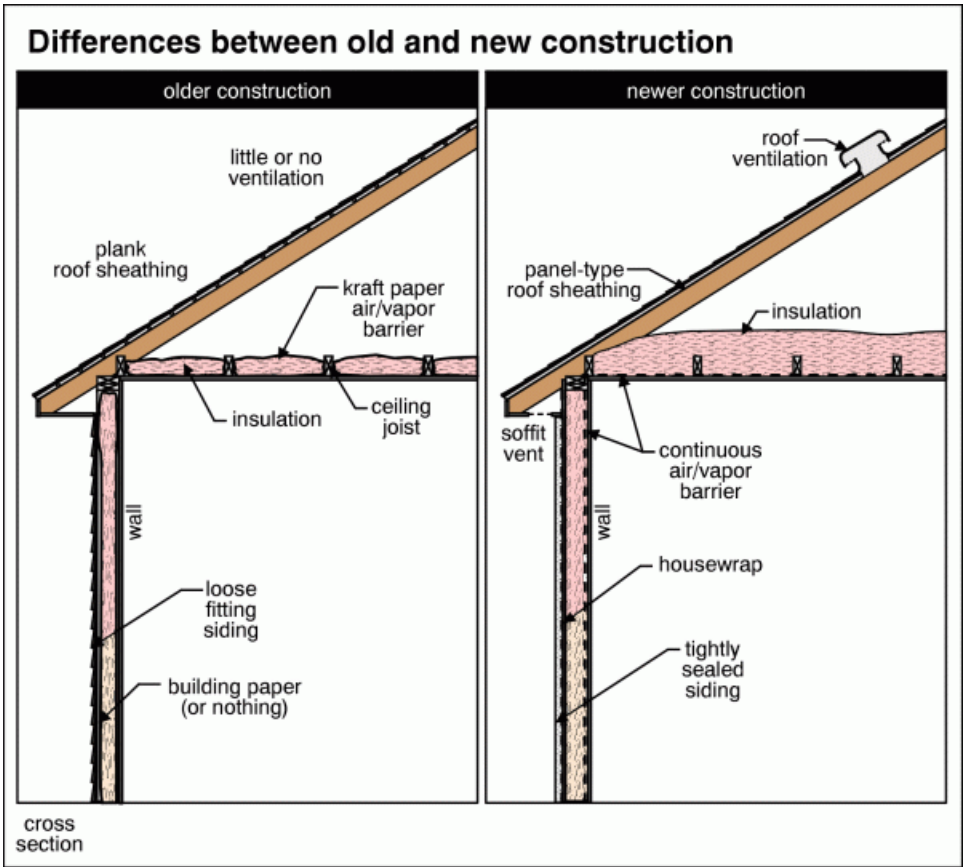 Differences between old and new construction
older construction
little or no
ventilation
plank
roof sheathing
kraft paper
air/vapor
barrier
insulation
ceiling
joist
wall
loose
fitting
siding
building paper
(or nothing)
cross
section
newer construction
roof
ventilation
panel-type
roof sheathing
insulation
soffit
vent
continuous
air/vapor
barrier
wall
housewrap
tightly
sealed
siding